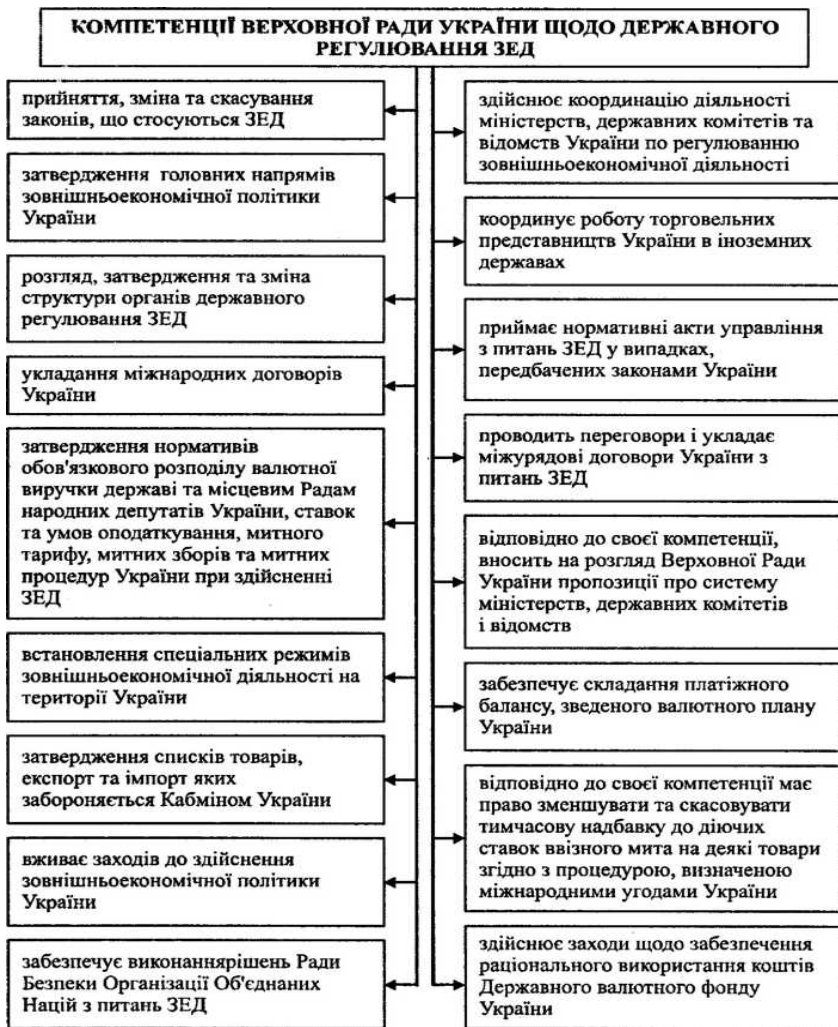 КОМПЕТЕНЦІЇ ВЕРХОВНОЇ РАДИ УКРАЇНИ ЩОДО ДЕРЖАВНОГО
РЕГУЛЮВАННЯ ЗЕД
прийняття, зміна та скасування
законів, що стосуються ЗЕД
затвердження головних напрямів
зовнішньоекономічної політики
України
розгляд, затвердження та зміна
структури органів державного
регулювання ЗЕД
укладання міжнародних договорів
України
затвердження нормативів
обов'язкового розподілу валютної
виручки державі та місцевим Радам
народних депутатів України, ставок
та умов оподаткування, митного
тарифу, митних зборів та митних
процедур України при здійсненні
ЗЕД
встановлення спеціальних режимів
зовнішньоекономічної діяльності на
території України
затвердження списків товарів,
експорт та імпорт яких
забороняється Кабміном України
вживає заходів до здійснення
зовнішньоекономічної політики
України
забезпечує виконаннярішень Ради
Безпеки Організації Об'єднаних
Націй з питань ЗЕД
здійснює координацію діяльності
міністерств, державних комітетів та
відомств України по регулюванню
зовнішньоекономічної діяльності
координує роботу торговельних
представництв України в іноземних
державах
приймає нормативні акти управління
з питань ЗЕД у випадках,
передбачених законами України
проводить переговори і укладає
міжурядові договори України з
питань ЗЕД
відповідно до своєї компетенції,
вносить на розгляд Верховної Ради
України пропозиції про систему
міністерств, державних комітетів
і відомств
забезпечує складання платіжного
балансу, зведеного валютного плану
України
відповідно до своєї компетенції має
право зменшувати та скасовувати
тимчасову надбавку до діючих
ставок ввізного мита на деякі товари
згідно з процедурою, визначеною
міжнародними угодами України
здійснює заходи щодо забезпечення
раціонального використання коштів
Державного валютного фонду
України